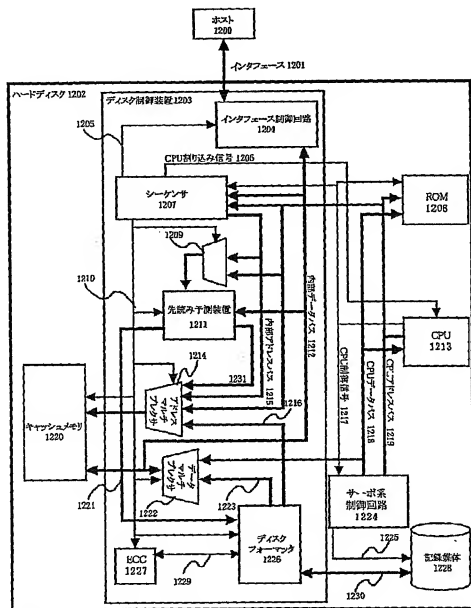 ホスト
1200
インタフェース 1201
ハードディスク 1202
ディスク制御装置 1203
1205
インタフェース制御回路
1204
CPU割り込み信号 1206
シーケンサ
1207
ROM
1208
1209
1210
先読み予測装置
1211
内部データバス 1212
CPU
1213
1214
1231
内部アドレスバス
1215
1216
アドレス
マルチ
プレクサ
CPU制御信号
1217
CPUデータバス
1218
CPUアドレスバス
1219
キャッシュメモリ
1220
1221
データ
マルチ
プレクサ
1222
1223
サーボ系
制御回路
1224
1225
ディスク
フォーマッタ
1226
ECC
1227
記録媒体
1228
1229
1230